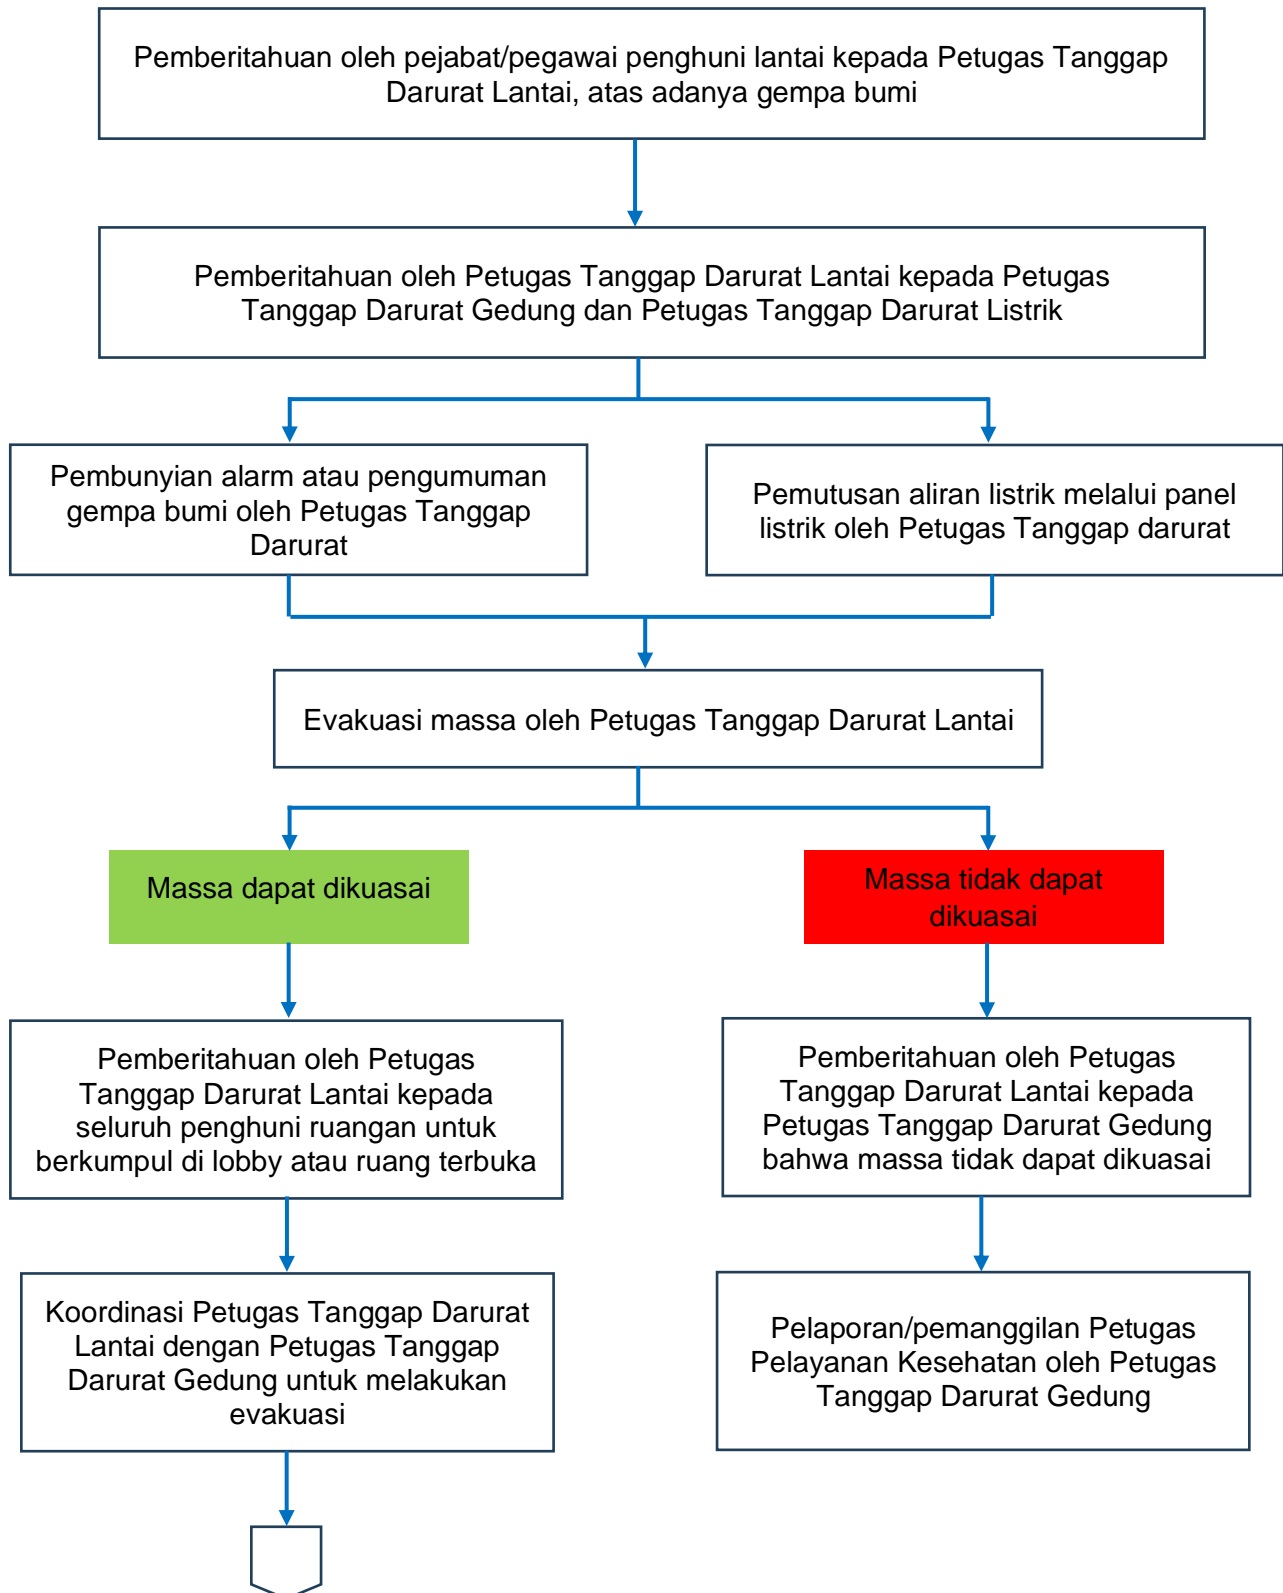 Pemberitahuan oleh pejabat/pegawai penghuni lantai kepada Petugas Tanggap
Darurat Lantai, atas adanya gempa bumi
Pemberitahuan oleh Petugas Tanggap Darurat Lantai kepada Petugas
Tanggap Darurat Gedung dan Petugas Tanggap Darurat Listrik
Pembunyian alarm atau pengumuman
gempa bumi oleh Petugas Tanggap
Darurat
Pemutusan aliran listrik melalui panel
listrik oleh Petugas Tanggap darurat
Evakuasi massa oleh Petugas Tanggap Darurat Lantai
Massa dapat dikuasai
Massa tidak dapat
dikuasai
Pemberitahuan oleh Petugas
Tanggap Darurat Lantai kepada
seluruh penghuni ruangan untuk
berkumpul di lobby atau ruang terbuka
Pemberitahuan oleh Petugas
Tanggap Darurat Lantai kepada
Petugas Tanggap Darurat Gedung
bahwa massa tidak dapat dikuasai
Koordinasi Petugas Tanggap Darurat
Lantai dengan Petugas Tanggap
Darurat Gedung untuk melakukan
evakuasi
Pelaporan/pemanggilan Petugas
Pelayanan Kesehatan oleh Petugas
Tanggap Darurat Gedung